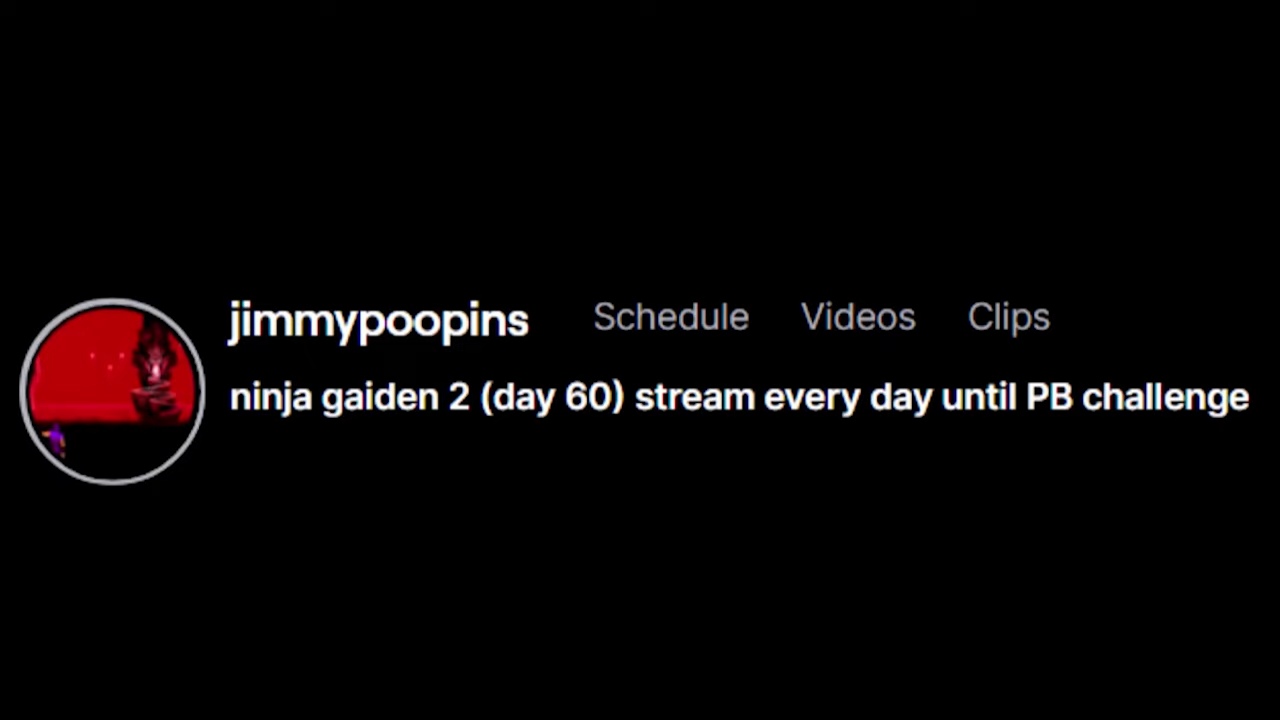 jimmypoopins Schedule Videos Clips
ninja gaiden 2 (day 60) stream every day until PB challenge